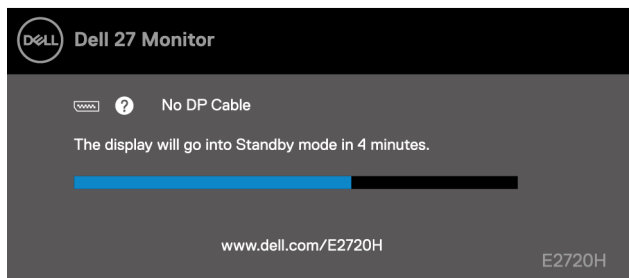 DELL Dell 27 Monitor
? No DP Cable
The display will go into Standby mode in 4 minutes.
www.dell.com/E2720H
E2720H